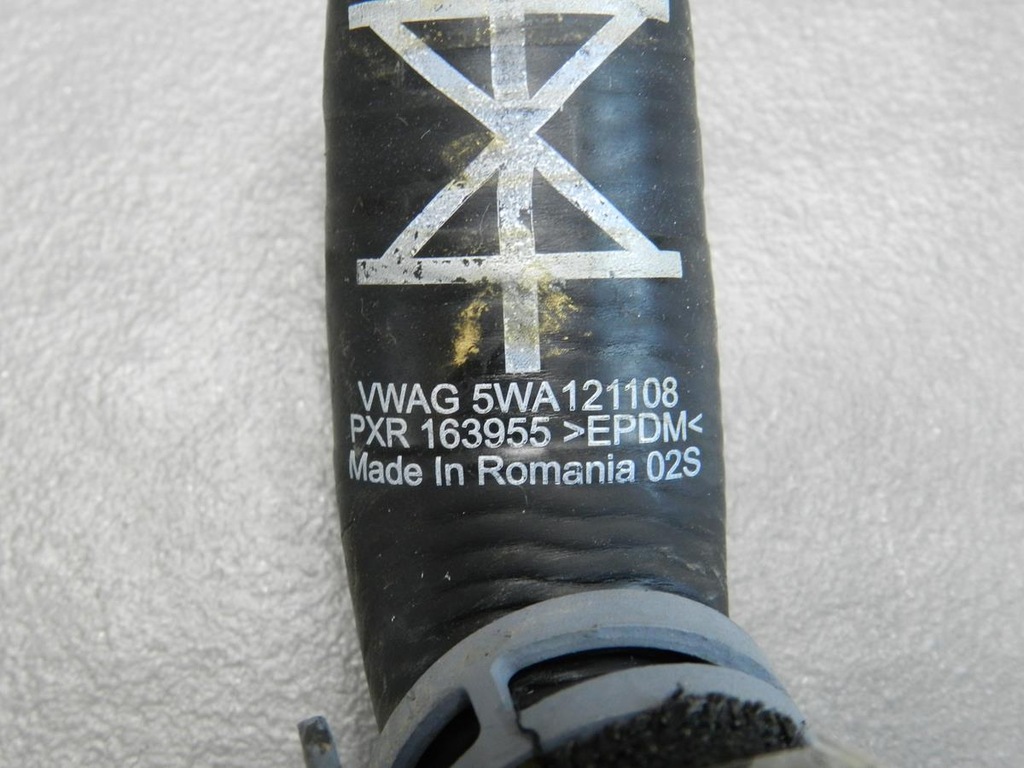 VWAG 5WA121108
PXR 163955 >EPDM<
Made In Romania 02S